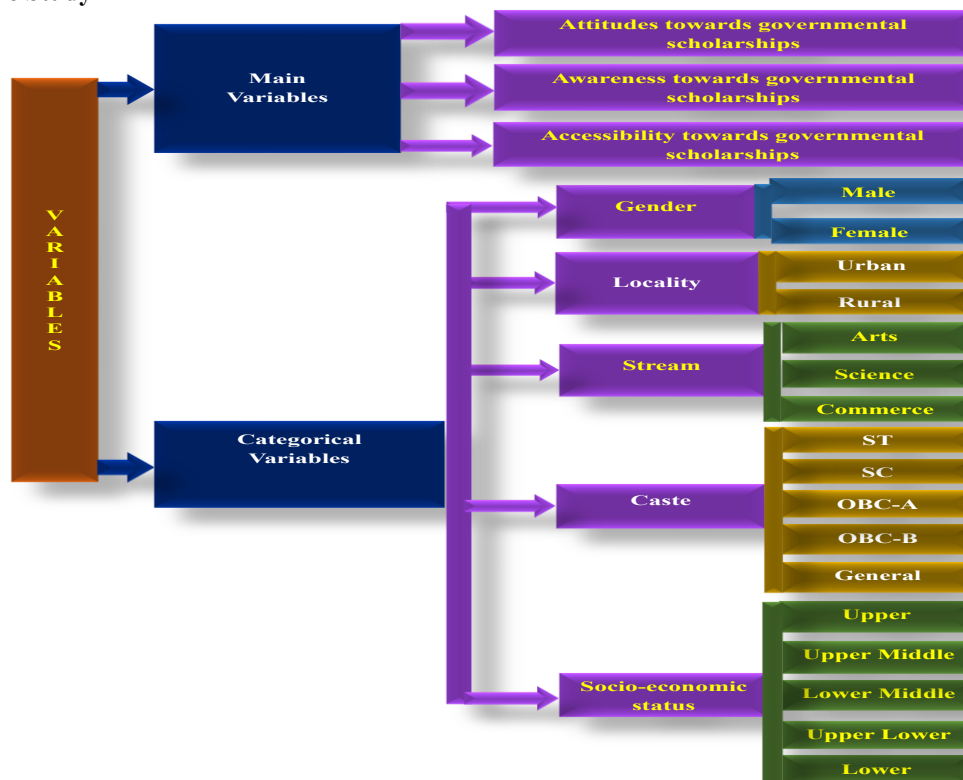 Study
Attitudes towards governmental
scholarships
Main
Variables
Awareness towards governmental
scholarships
Accessibility towards governmental
scholarships
VARIABLES
Gender
Male
Female
Locality
Urban
Rural
Stream
Arts
Science
Commerce
Categorical
Variables
Caste
ST
SC
OBC-A
OBC-B
General
Socio-economic
status
Upper
Upper Middle
Lower Middle
Upper Lower
Lower